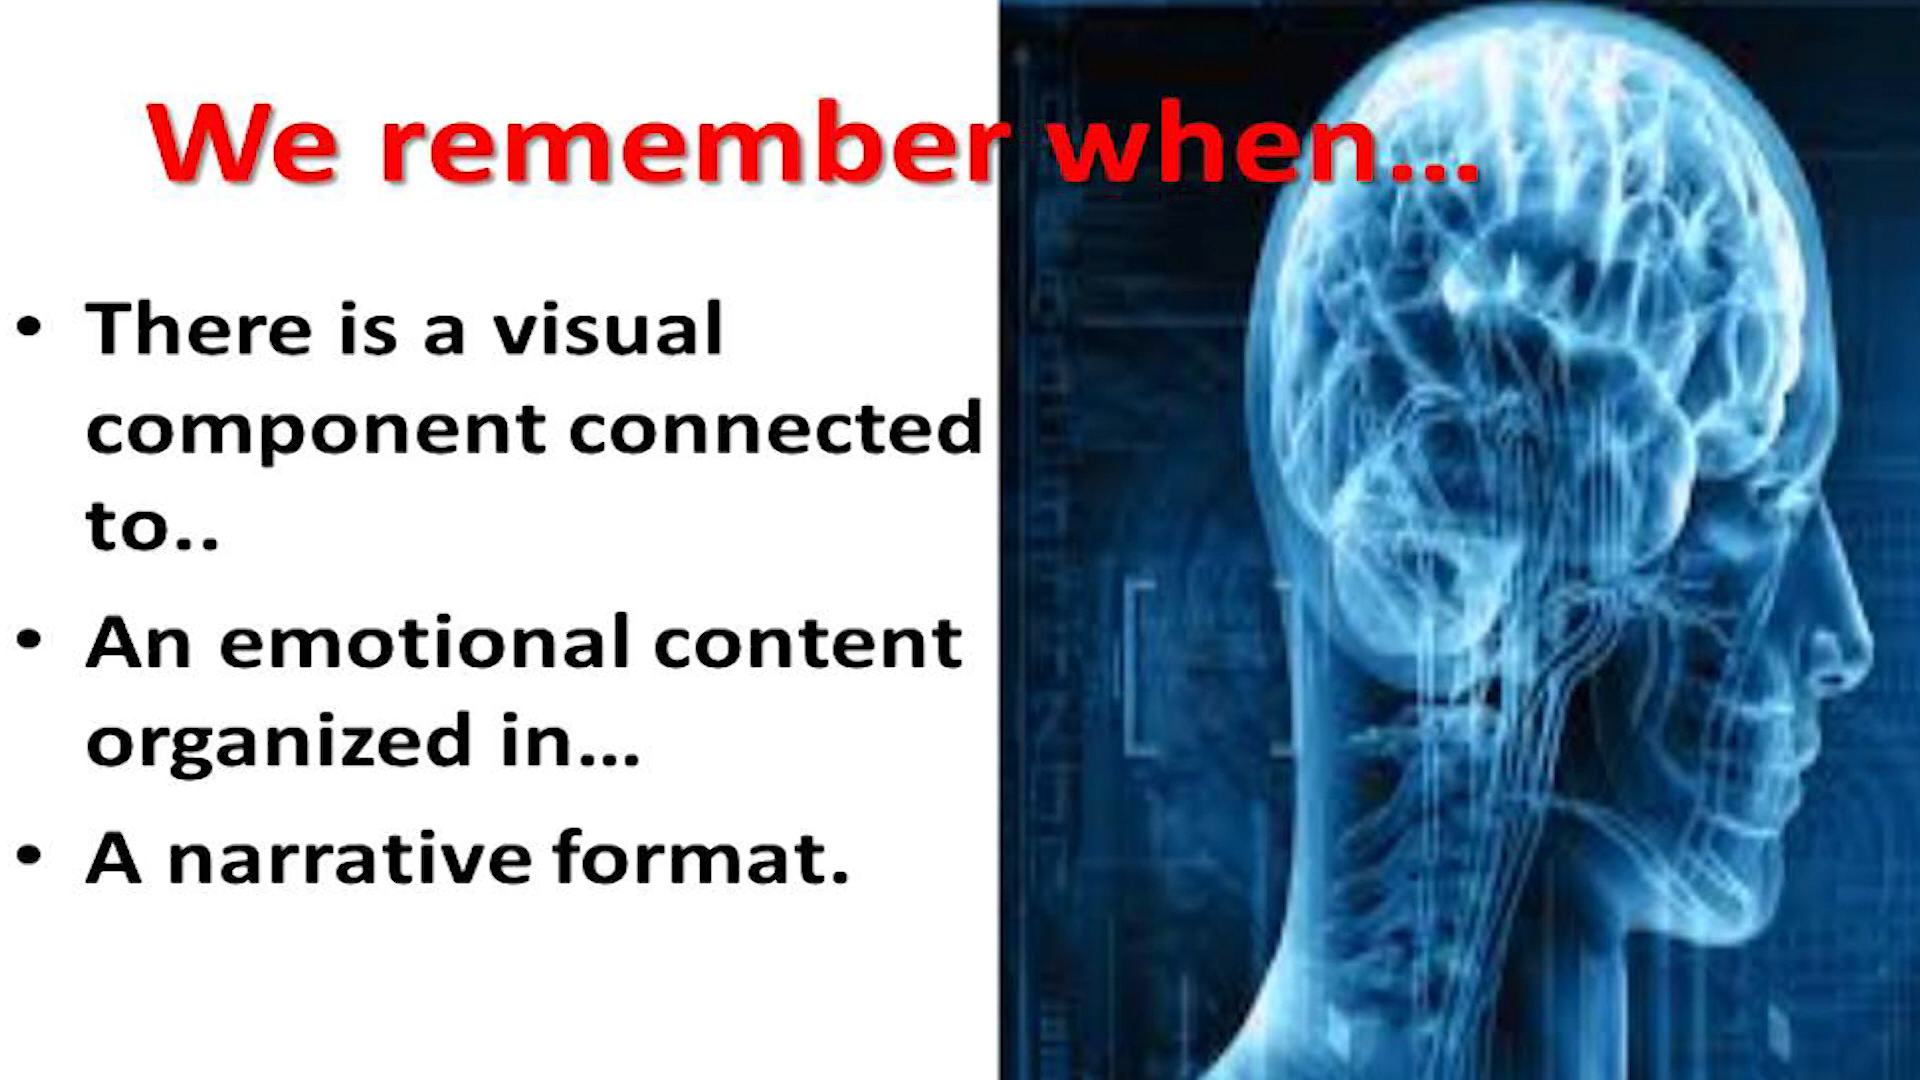 We remember when...
• There is a visual
component connected
to..
• An emotional content
organized in...
• A narrative format.